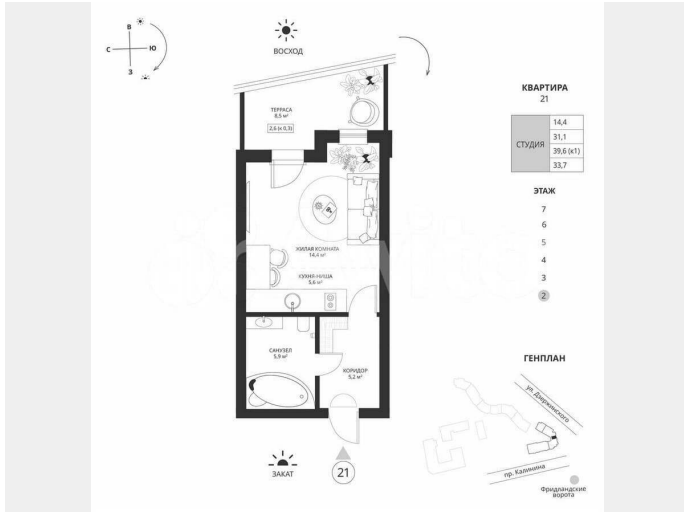 В
С
Ю
З
ВОСХОД
ТЕРРАСА
8,5 м²
2,6 (к 0,3)
ЖИЛАЯ КОМНАТА
14,4 м²
КУХНЯ-НИША
5,6 м²
САНУЗЕЛ
5,9 м²
КОРИДОР
5,2 м²
ЗАКАТ
21
КВАРТИРА
21
СТУДИЯ
14,4
31,1
39,6 (к1)
33,7
ЭТАЖ
7
6
5
4
3
2
ГЕНПЛАН
ул. Дзержинского
пр. Калинина
Фридландские
ворота